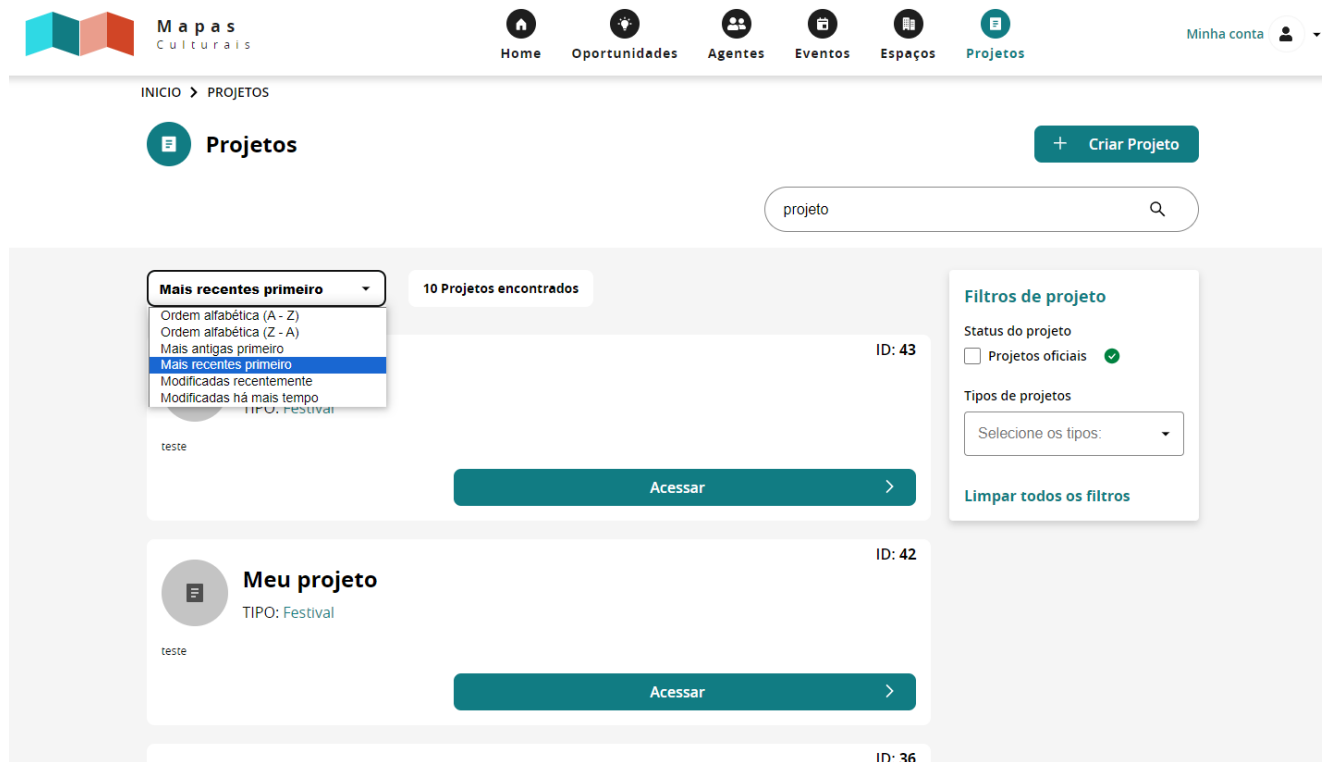 Mapas
Culturais
Home
Oportunidades
Agentes
Eventos
Espaços
Projetos
Minha conta
INICIO > PROJETOS
Projetos
+ Criar Projeto
projeto
Mais recentes primeiro
10 Projetos encontrados
Ordem alfabética (A - Z)
Ordem alfabética (Z - A)
Mais antigas primeiro
Mais recentes primeiro
Modificadas recentemente
Modificadas há mais tempo
ID: 43
TIPO: Festival
teste
Acessar
Meu projeto
ID: 42
TIPO: Festival
teste
Acessar
ID: 36
Filtros de projeto
Status do projeto
Projetos oficiais
Tipos de projetos
Selecione os tipos:
Limpar todos os filtros